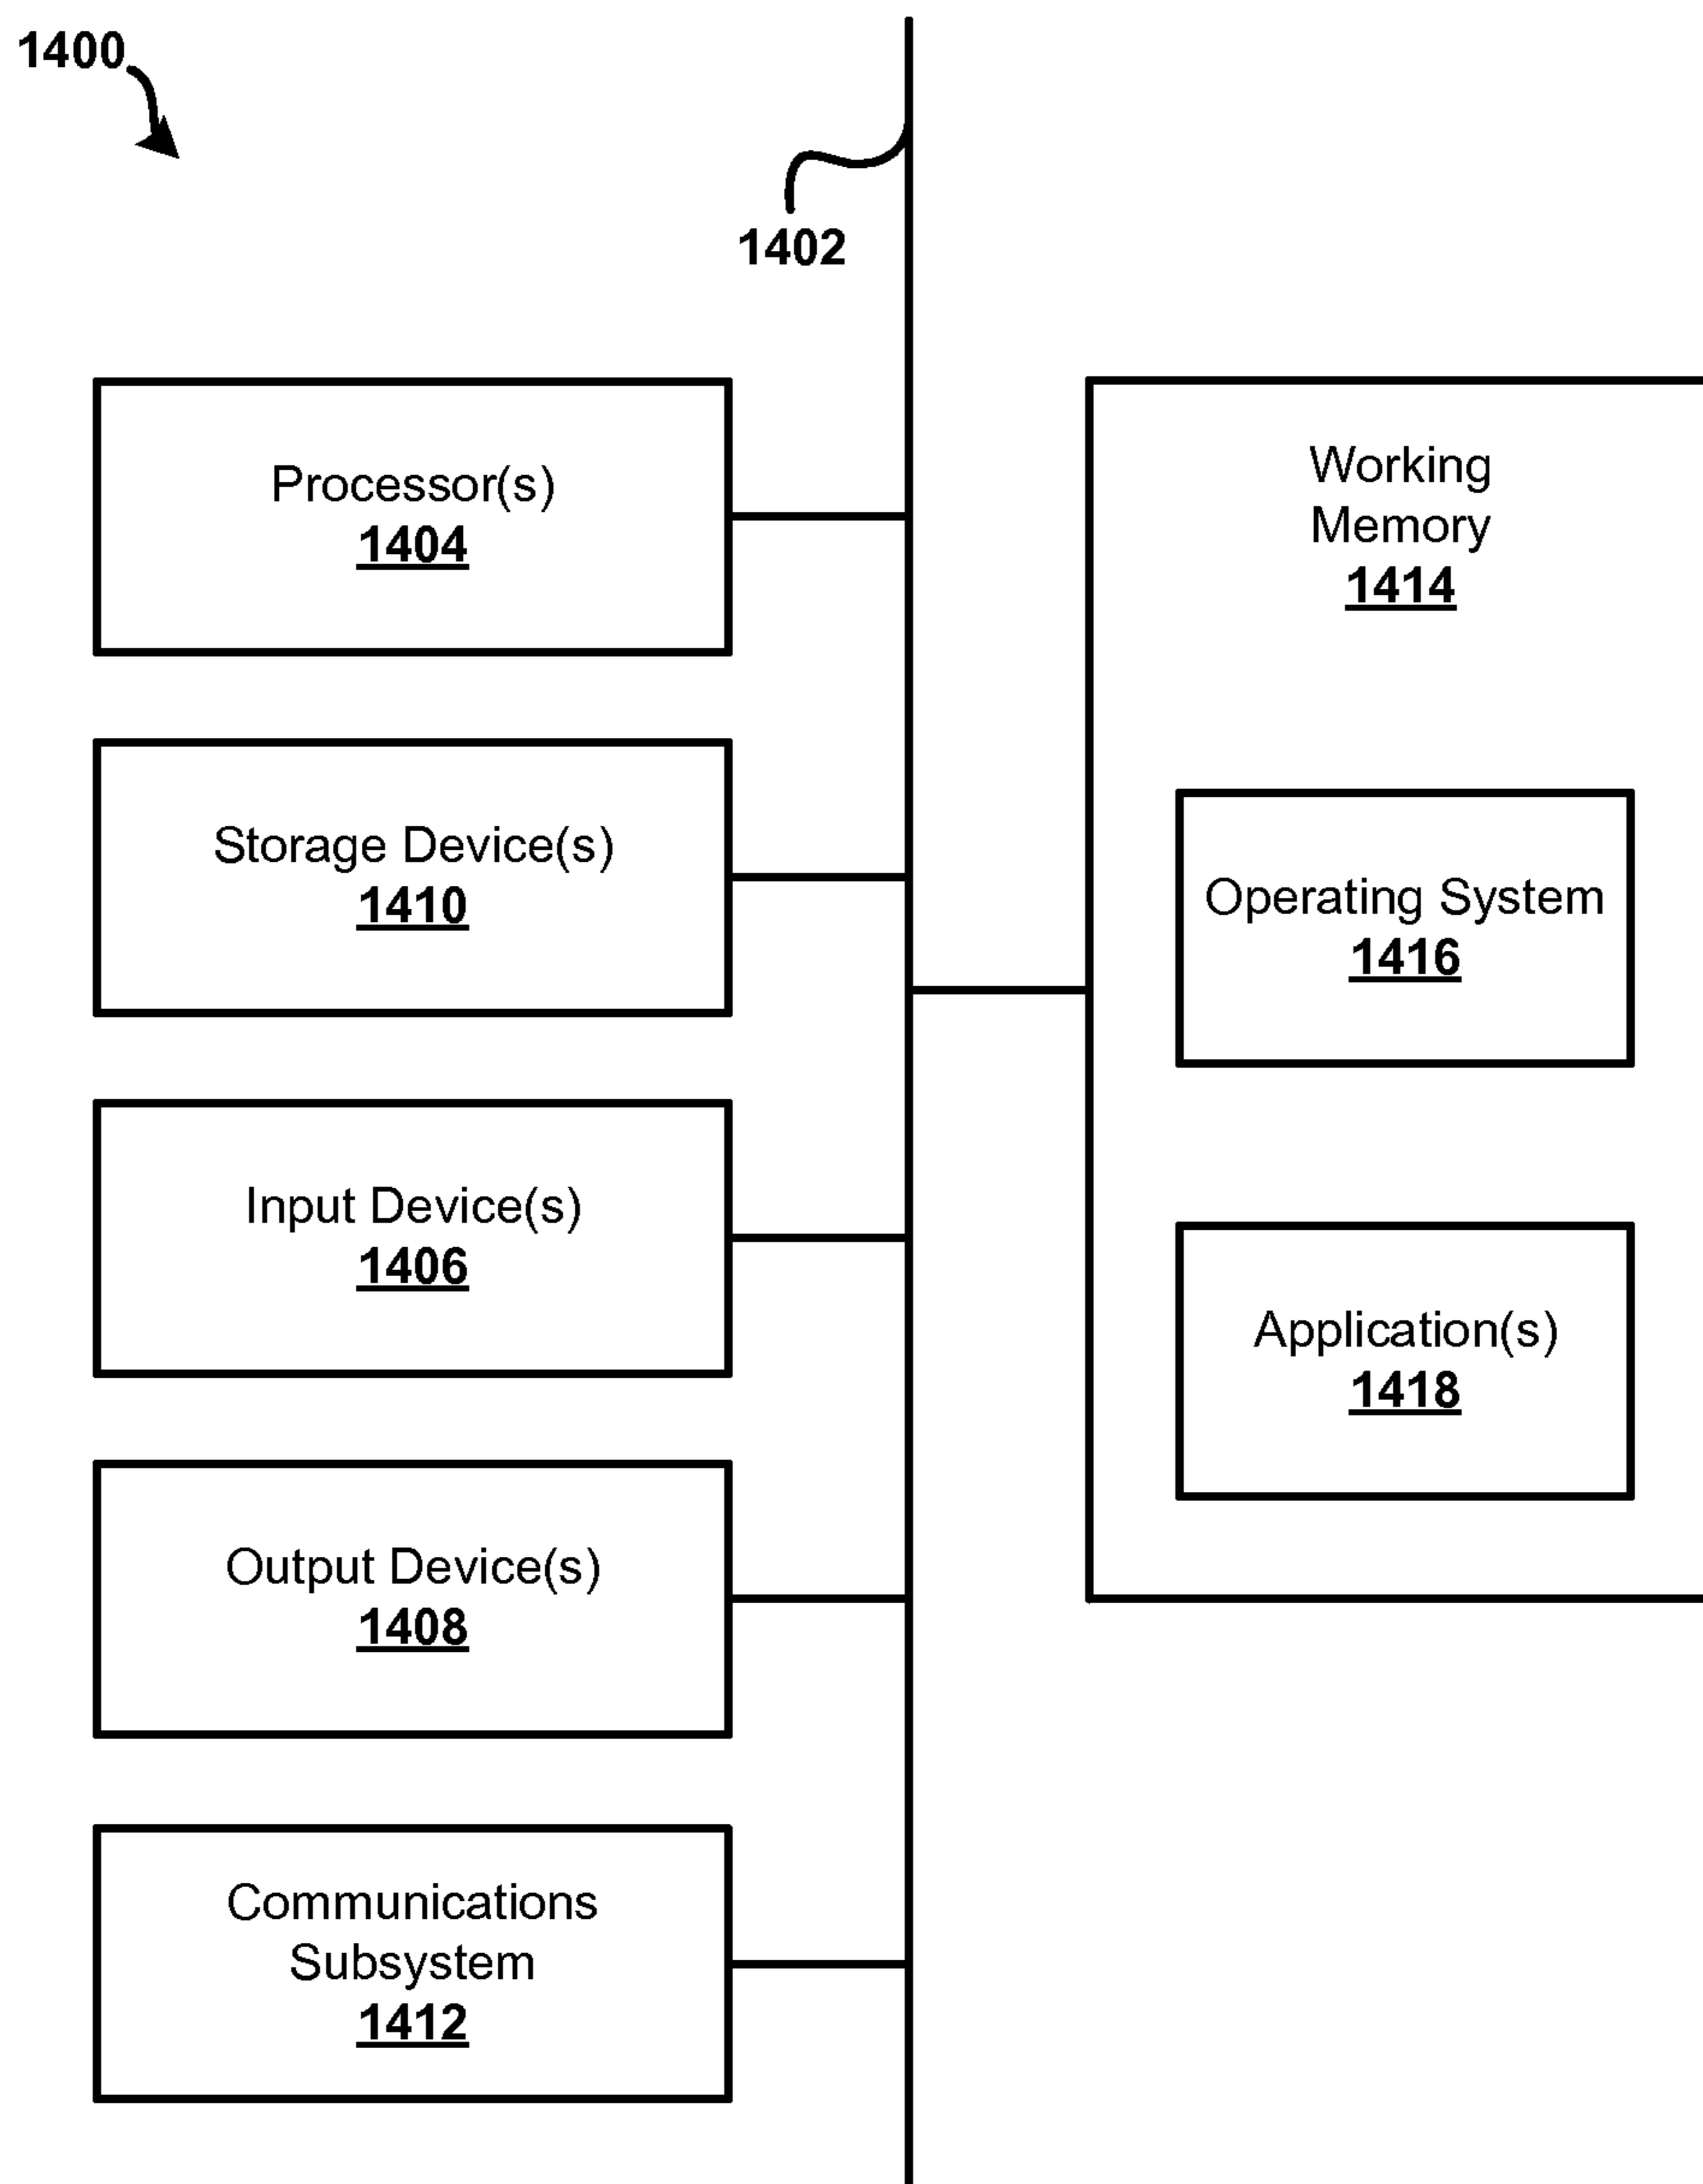 1400
1402
Processor(s)
1404
Storage Device(s)
1410
Input Device(s)
1406
Output Device(s)
1408
Communications
Subsystem
1412
Working
Memory
1414
Operating System
1416
Application(s)
1418